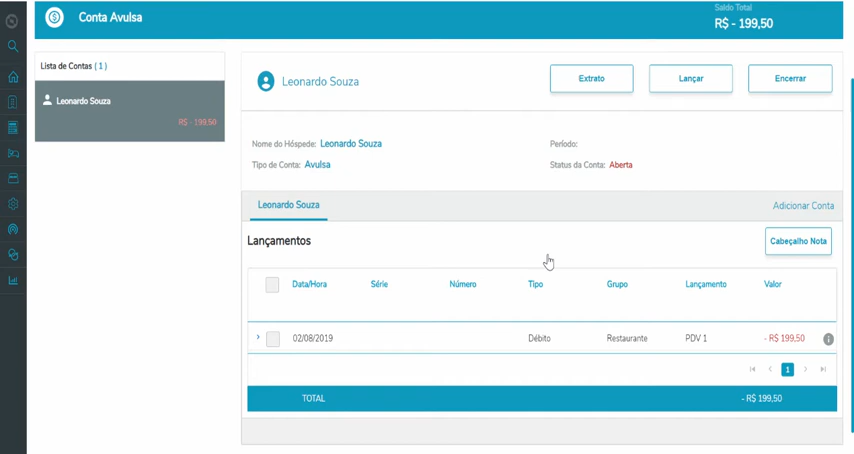 Conta Avulsa
Saldo Total
R$ - 199,50
Lista de Contas ( 1 )
Leonardo Souza
R$ - 199,50
Leonardo Souza
Extrato
Lançar
Encerrar
Nome do Hóspede: Leonardo Souza
Período:
Tipo de Conta: Avulsa
Status da Conta: Aberta
Leonardo Souza
Adicionar Conta
Lançamentos
Cabeçalho Nota
Data/Hora Série Número Tipo Grupo Lançamento Valor
02/08/2019 Débito Restaurante PDV 1 - R$ 199,50
1
TOTAL - R$ 199,50